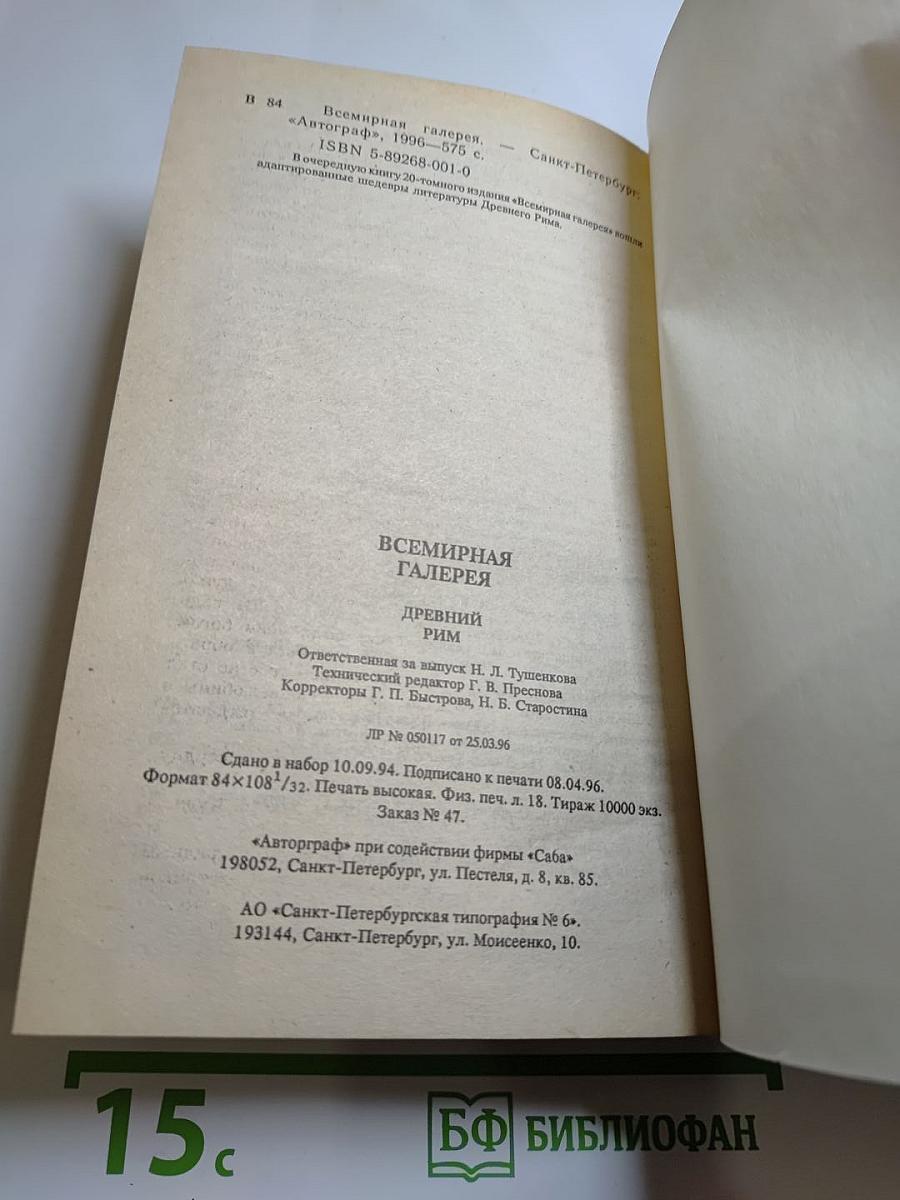 В 84 Всемирная галерея. — Санкт-Петербург:
«Автограф», 1996—575 с.
ISBN 5-89268-001-0
В очередную книгу 20-томного издания «Всемирная галерея» вошли
адаптированные шедевры литературы Древнего Рима.
ВСЕМИРНАЯ
ГАЛЕРЕЯ
ДРЕВНИЙ
РИМ
Ответственная за выпуск Н. Л. Тушенкова
Технический редактор Г. В. Преснова
Корректоры Г. П. Быстрова, Н. Б. Старостина
ЛР № 050117 от 25.03.96
Сдано в набор 10.09.94. Подписано к печати 08.04.96.
Формат 84×108¹/32. Печать высокая. Физ. печ. л. 18. Тираж 10000 экз.
Заказ № 47.
«Авторграф» при содействии фирмы «Саба»
198052, Санкт-Петербург, ул. Пестеля, д. 8, кв. 85.
АО «Санкт-Петербургская типография № 6».
193144, Санкт-Петербург, ул. Моисеенко, 10.
15 с
БФ БИБЛИОФАН